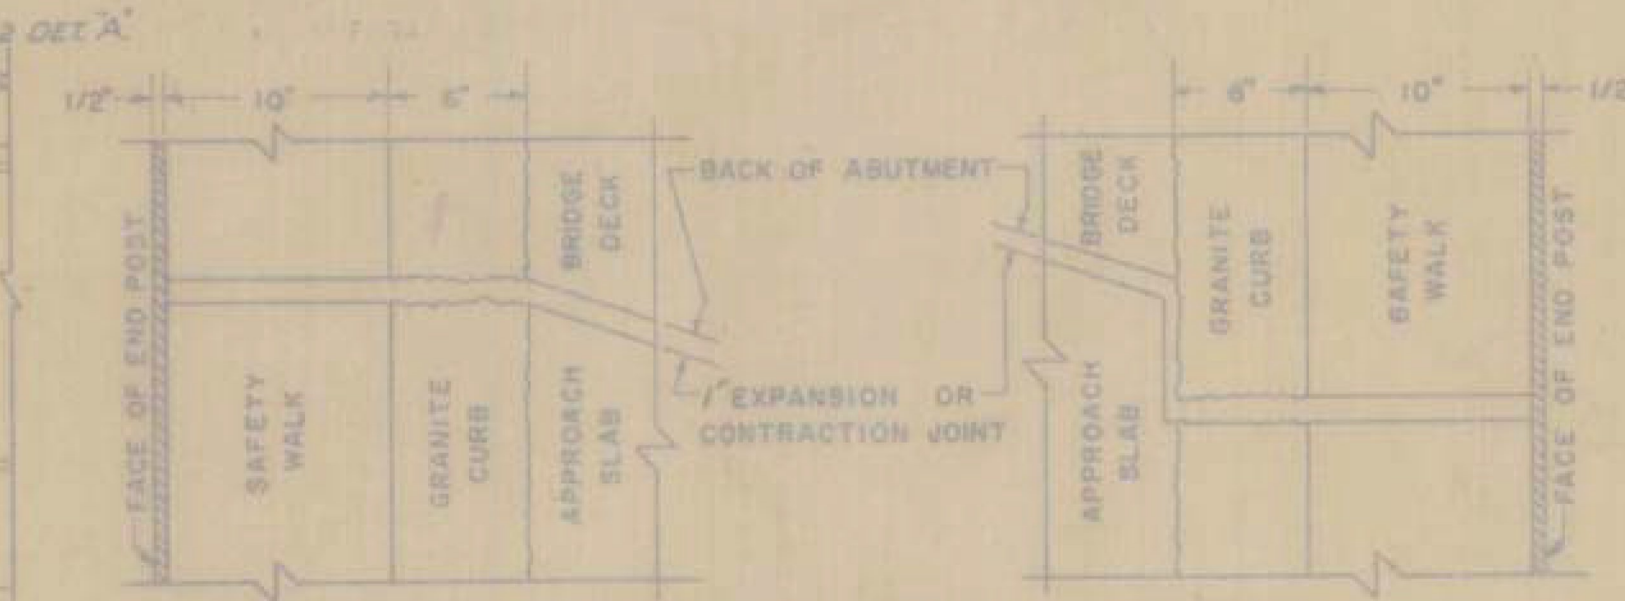 DET. "A"
1/2" 10" 6"
6" 10" 1/2
BACK OF ABUTMENT
1" EXPANSION OR
CONTRACTION JOINT
FACE OF END POST
SAFETY
WALK
GRANITE
CURB
BRIDGE
DECK
APPROACH
SLAB
BRIDGE
DECK
APPROACH
SLAB
GRANITE
CURB
SAFETY
WALK
FACE OF END POST